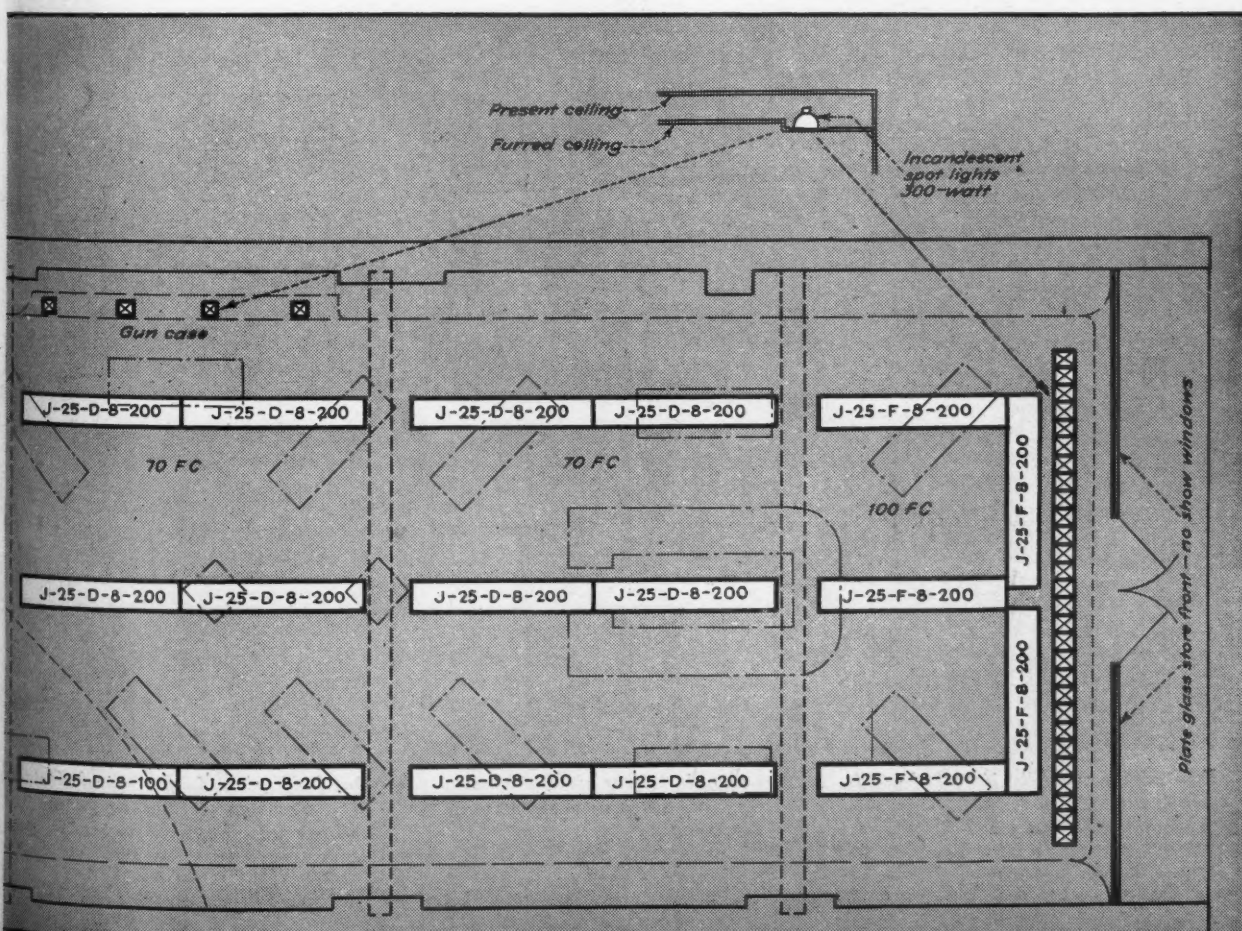 Present ceiling
Furred ceiling
Incandescent
spot lights
300-watt
Gun case
J-25-D-8-200 J-25-D-8-200 J-25-D-8-200 J-25-D-8-200 J-25-F-8-200
70 FC 70 FC
100 FC
J-25-F-8-200
J-25-D-8-200 J-25-D-8-200 J-25-D-8-200 J-25-D-8-200 J-25-F-8-200
J-25-F-8-200
J-25-D-8-100 J-25-D-8-200 J-25-D-8-200 J-25-D-8-200 J-25-F-8-200
Plate glass store front—no show windows